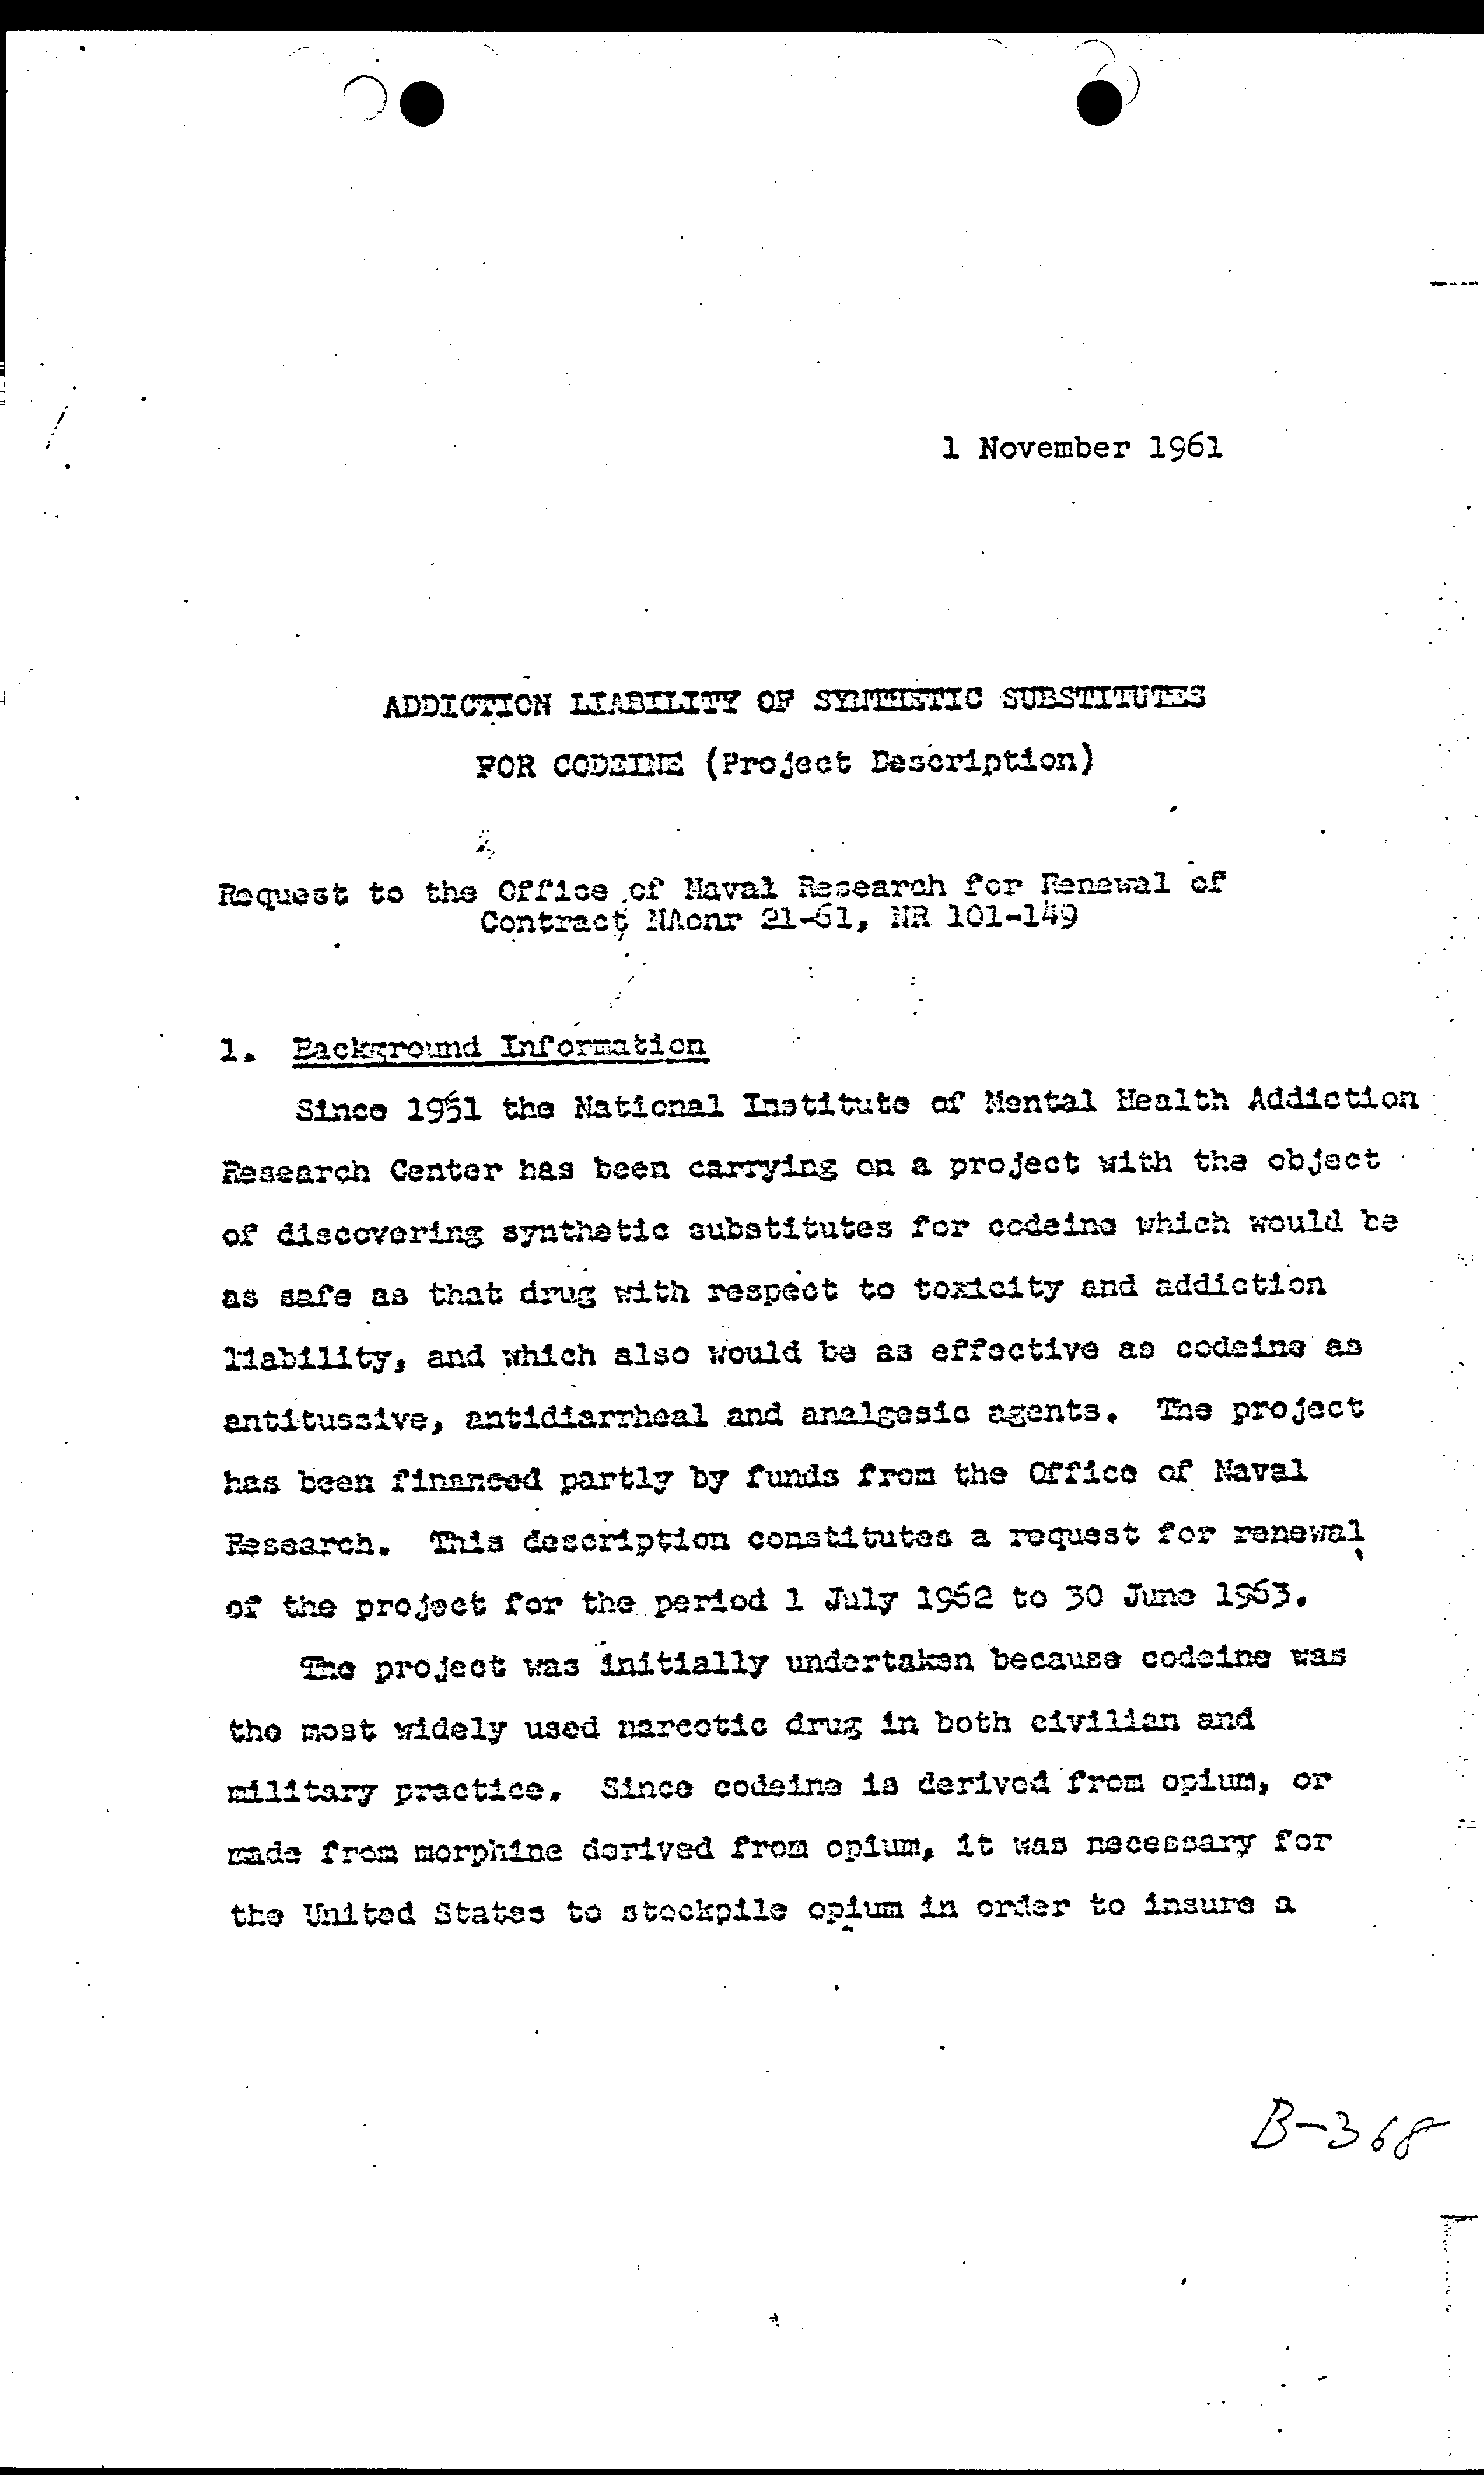 1 November 1961
ADDICTION LIABILITY OF SYNTHETIC SUBSTITUTES
FOR CODEINE (Project Description)
Request to the Office of Naval Research for Renewal of
Contract NAonr 21-61, NR 101-149
1. Background Information
Since 1951 the National Institute of Mental Health Addiction
Research Center has been carrying on a project with the object
of discovering synthetic substitutes for codeine which would be
as safe as that drug with respect to toxicity and addiction
liability, and which also would be as effective as codeine as
antitussive, antidiarrheal and analgesic agents. The project
has been financed partly by funds from the Office of Naval
Research. This description constitutes a request for renewal
of the project for the period 1 July 1962 to 30 June 1963.
The project was initially undertaken because codeine was
the most widely used narcotic drug in both civilian and
military practice. Since codeine is derived from opium, or
made from morphine derived from opium, it was necessary for
the United States to stockpile opium in order to insure a
B-368